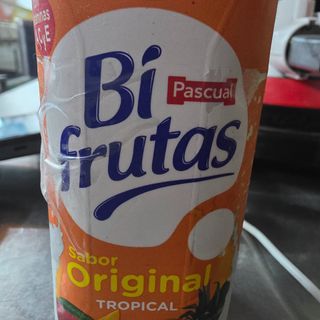 C y E
Bi
Pascual
frutas
Sabor
Original
TROPICAL